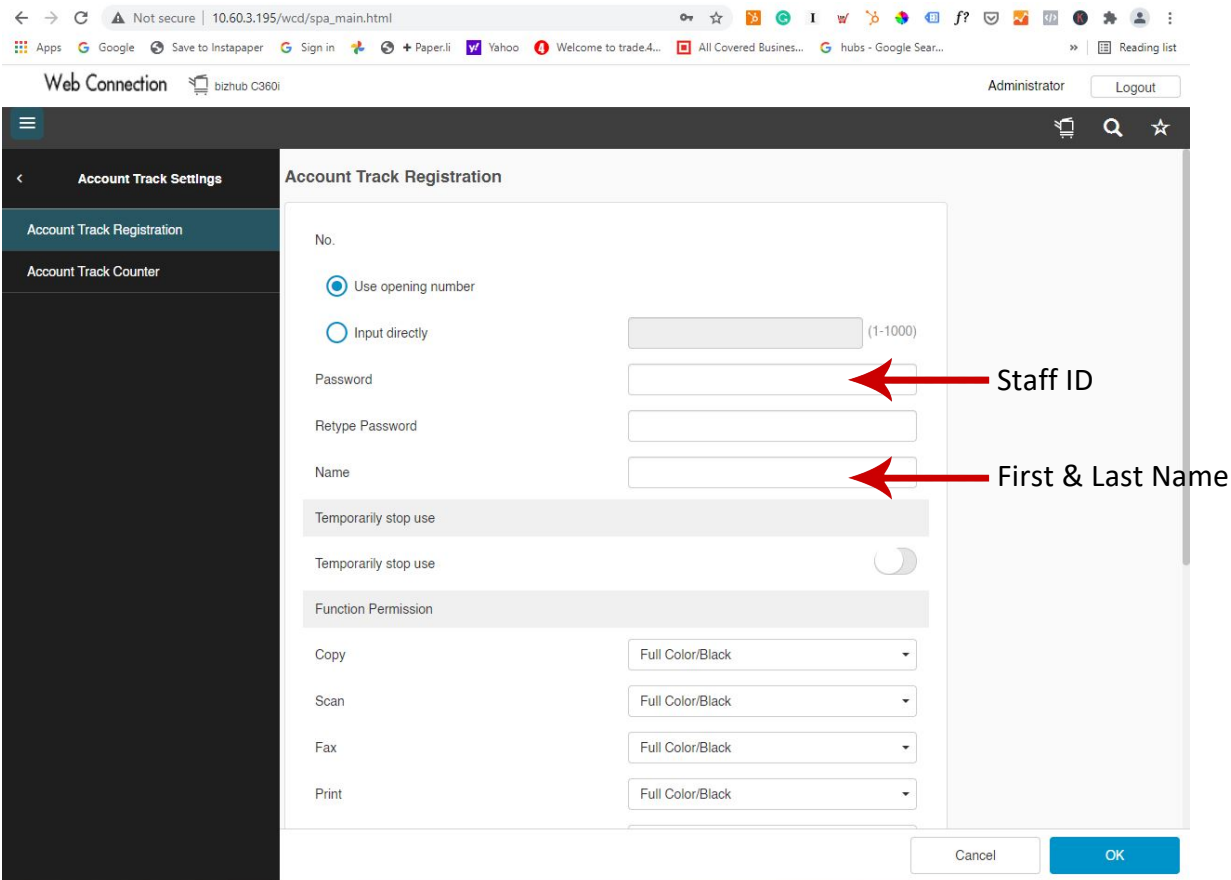 Not secure | 10.60.3.195/wcd/spa_main.html
f?
Apps Google Save to Instapaper Sign in + Paper.li Yahoo Welcome to trade.4... All Covered Busines... hubs - Google Sear... » Reading list
Web Connection bizhub C360i Administrator Logout
Account Track Settings
Account Track Registration
Account Track Counter
Account Track Registration
No.
Use opening number
Input directly (1-1000)
Password Staff ID
Retype Password
Name First & Last Name
Temporarily stop use
Temporarily stop use
Function Permission
Copy Full Color/Black
Scan Full Color/Black
Fax Full Color/Black
Print Full Color/Black
Cancel OK